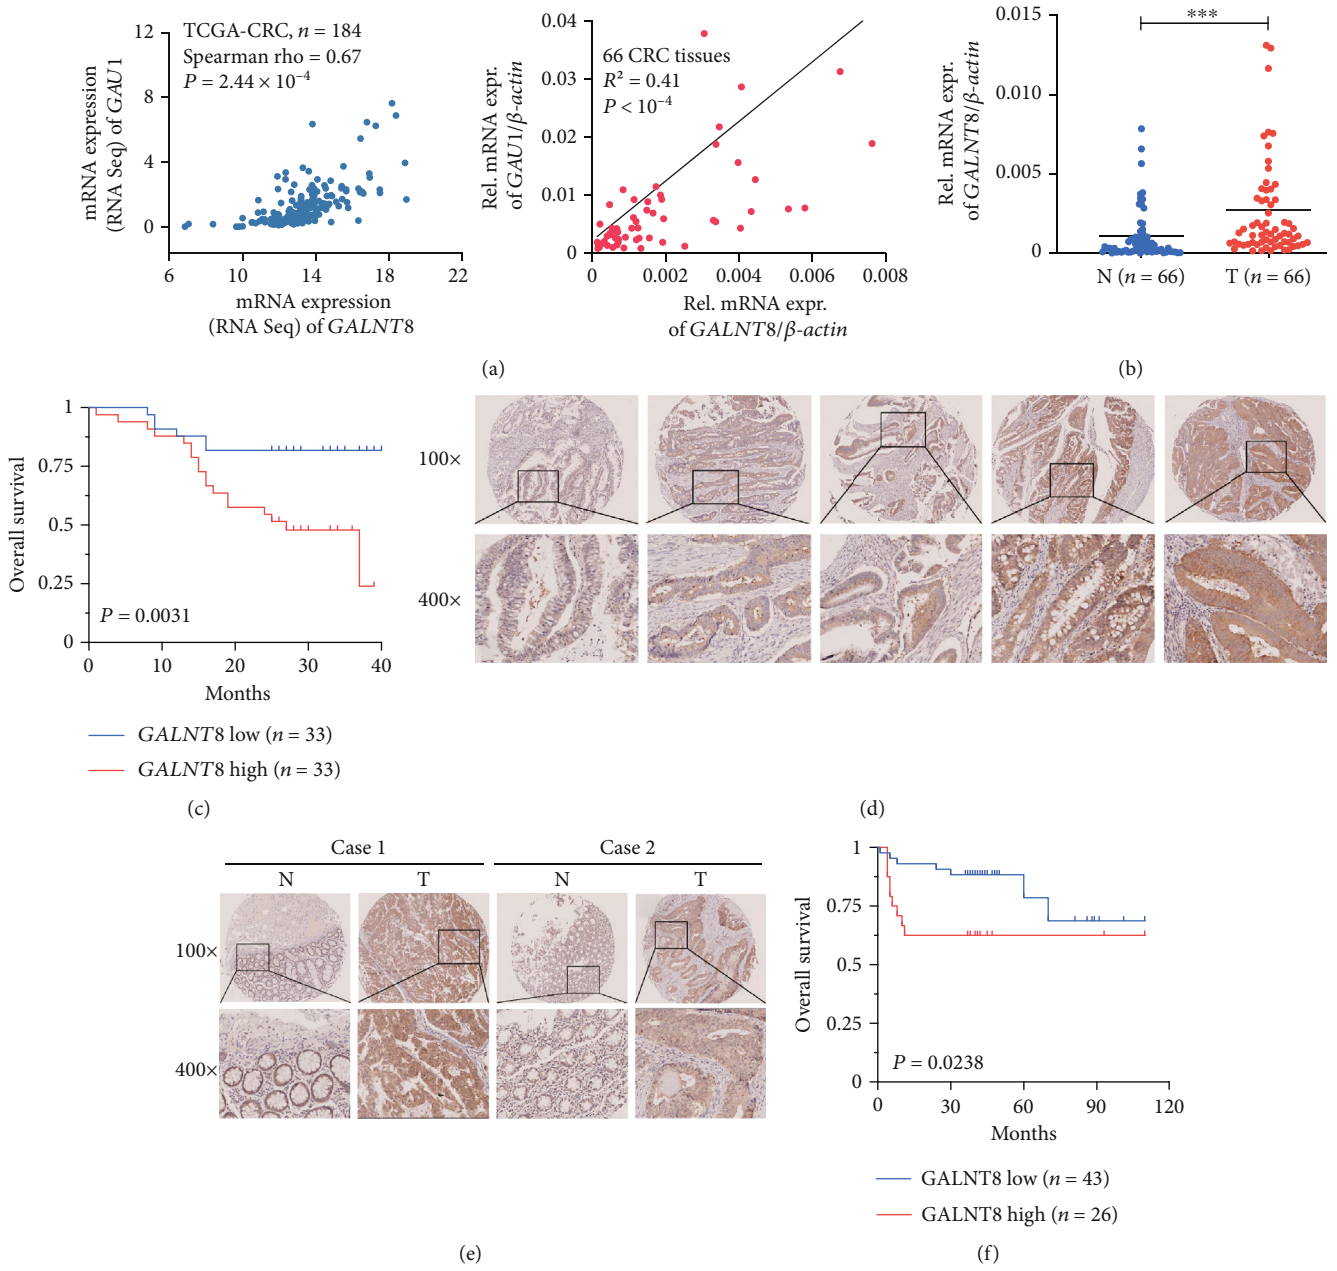 TCGA-CRC, n = 184
Spearman rho = 0.67
P = 2.44 × 10⁻⁴
mRNA expression
(RNA Seq) of GAU1
12
8
4
0
6
10
14
18
22
mRNA expression
(RNA Seq) of GALNT8
66 CRC tissues
R² = 0.41
P < 10⁻⁴
Rel. mRNA expr.
of GAU1/β-actin
0.04
0.03
0.02
0.01
0
0
0.002
0.004
0.006
0.008
Rel. mRNA expr.
of GALNT8/β-actin
(a)
***
Rel. mRNA expr.
of GALNT8/β-actin
0.015
0.010
0.005
0
N (n = 66)
T (n = 66)
(b)
Overall survival
1
0.75
0.5
0.25
0
P = 0.0031
0
10
20
30
40
Months
GALNT8 low (n = 33)
GALNT8 high (n = 33)
(c)
100×
400×
(d)
Case 1
Case 2
N
T
N
T
100×
400×
(e)
Overall survival
1
0.75
0.5
0.25
0
P = 0.0238
0
30
60
90
120
Months
GALNT8 low (n = 43)
GALNT8 high (n = 26)
(f)